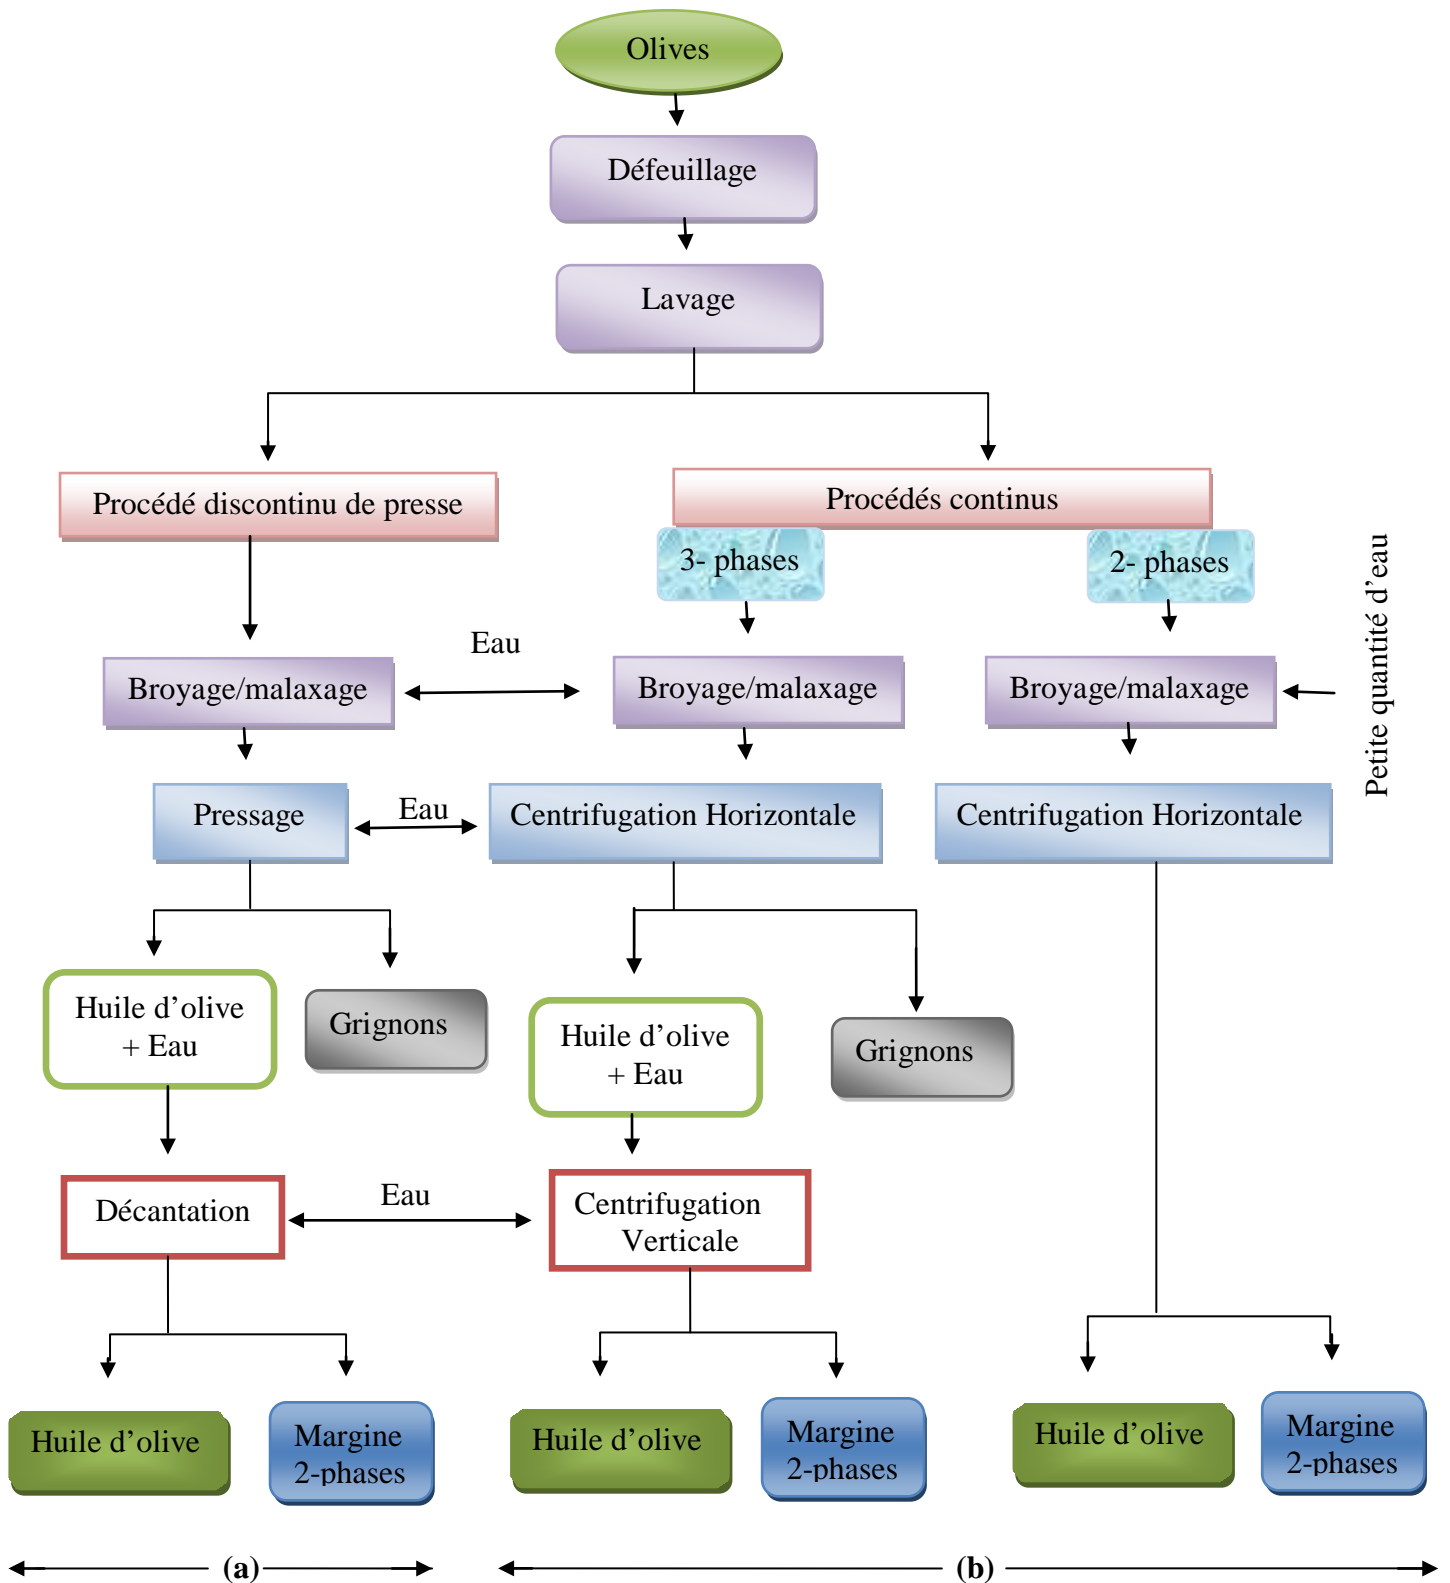 Olives
Défeuillage
Lavage
Procédé discontinu de presse
Procédés continus
3- phases
2- phases
Petite quantité d’eau
Eau
Broyage/malaxage
Broyage/malaxage
Broyage/malaxage
Pressage
Eau
Centrifugation Horizontale
Centrifugation Horizontale
Huile d’olive
+ Eau
Grignons
Huile d’olive
+ Eau
Grignons
Décantation
Eau
Centrifugation
Verticale
Huile d’olive
Margine
2-phases
Huile d’olive
Margine
2-phases
Huile d’olive
Margine
2-phases
(a)
(b)